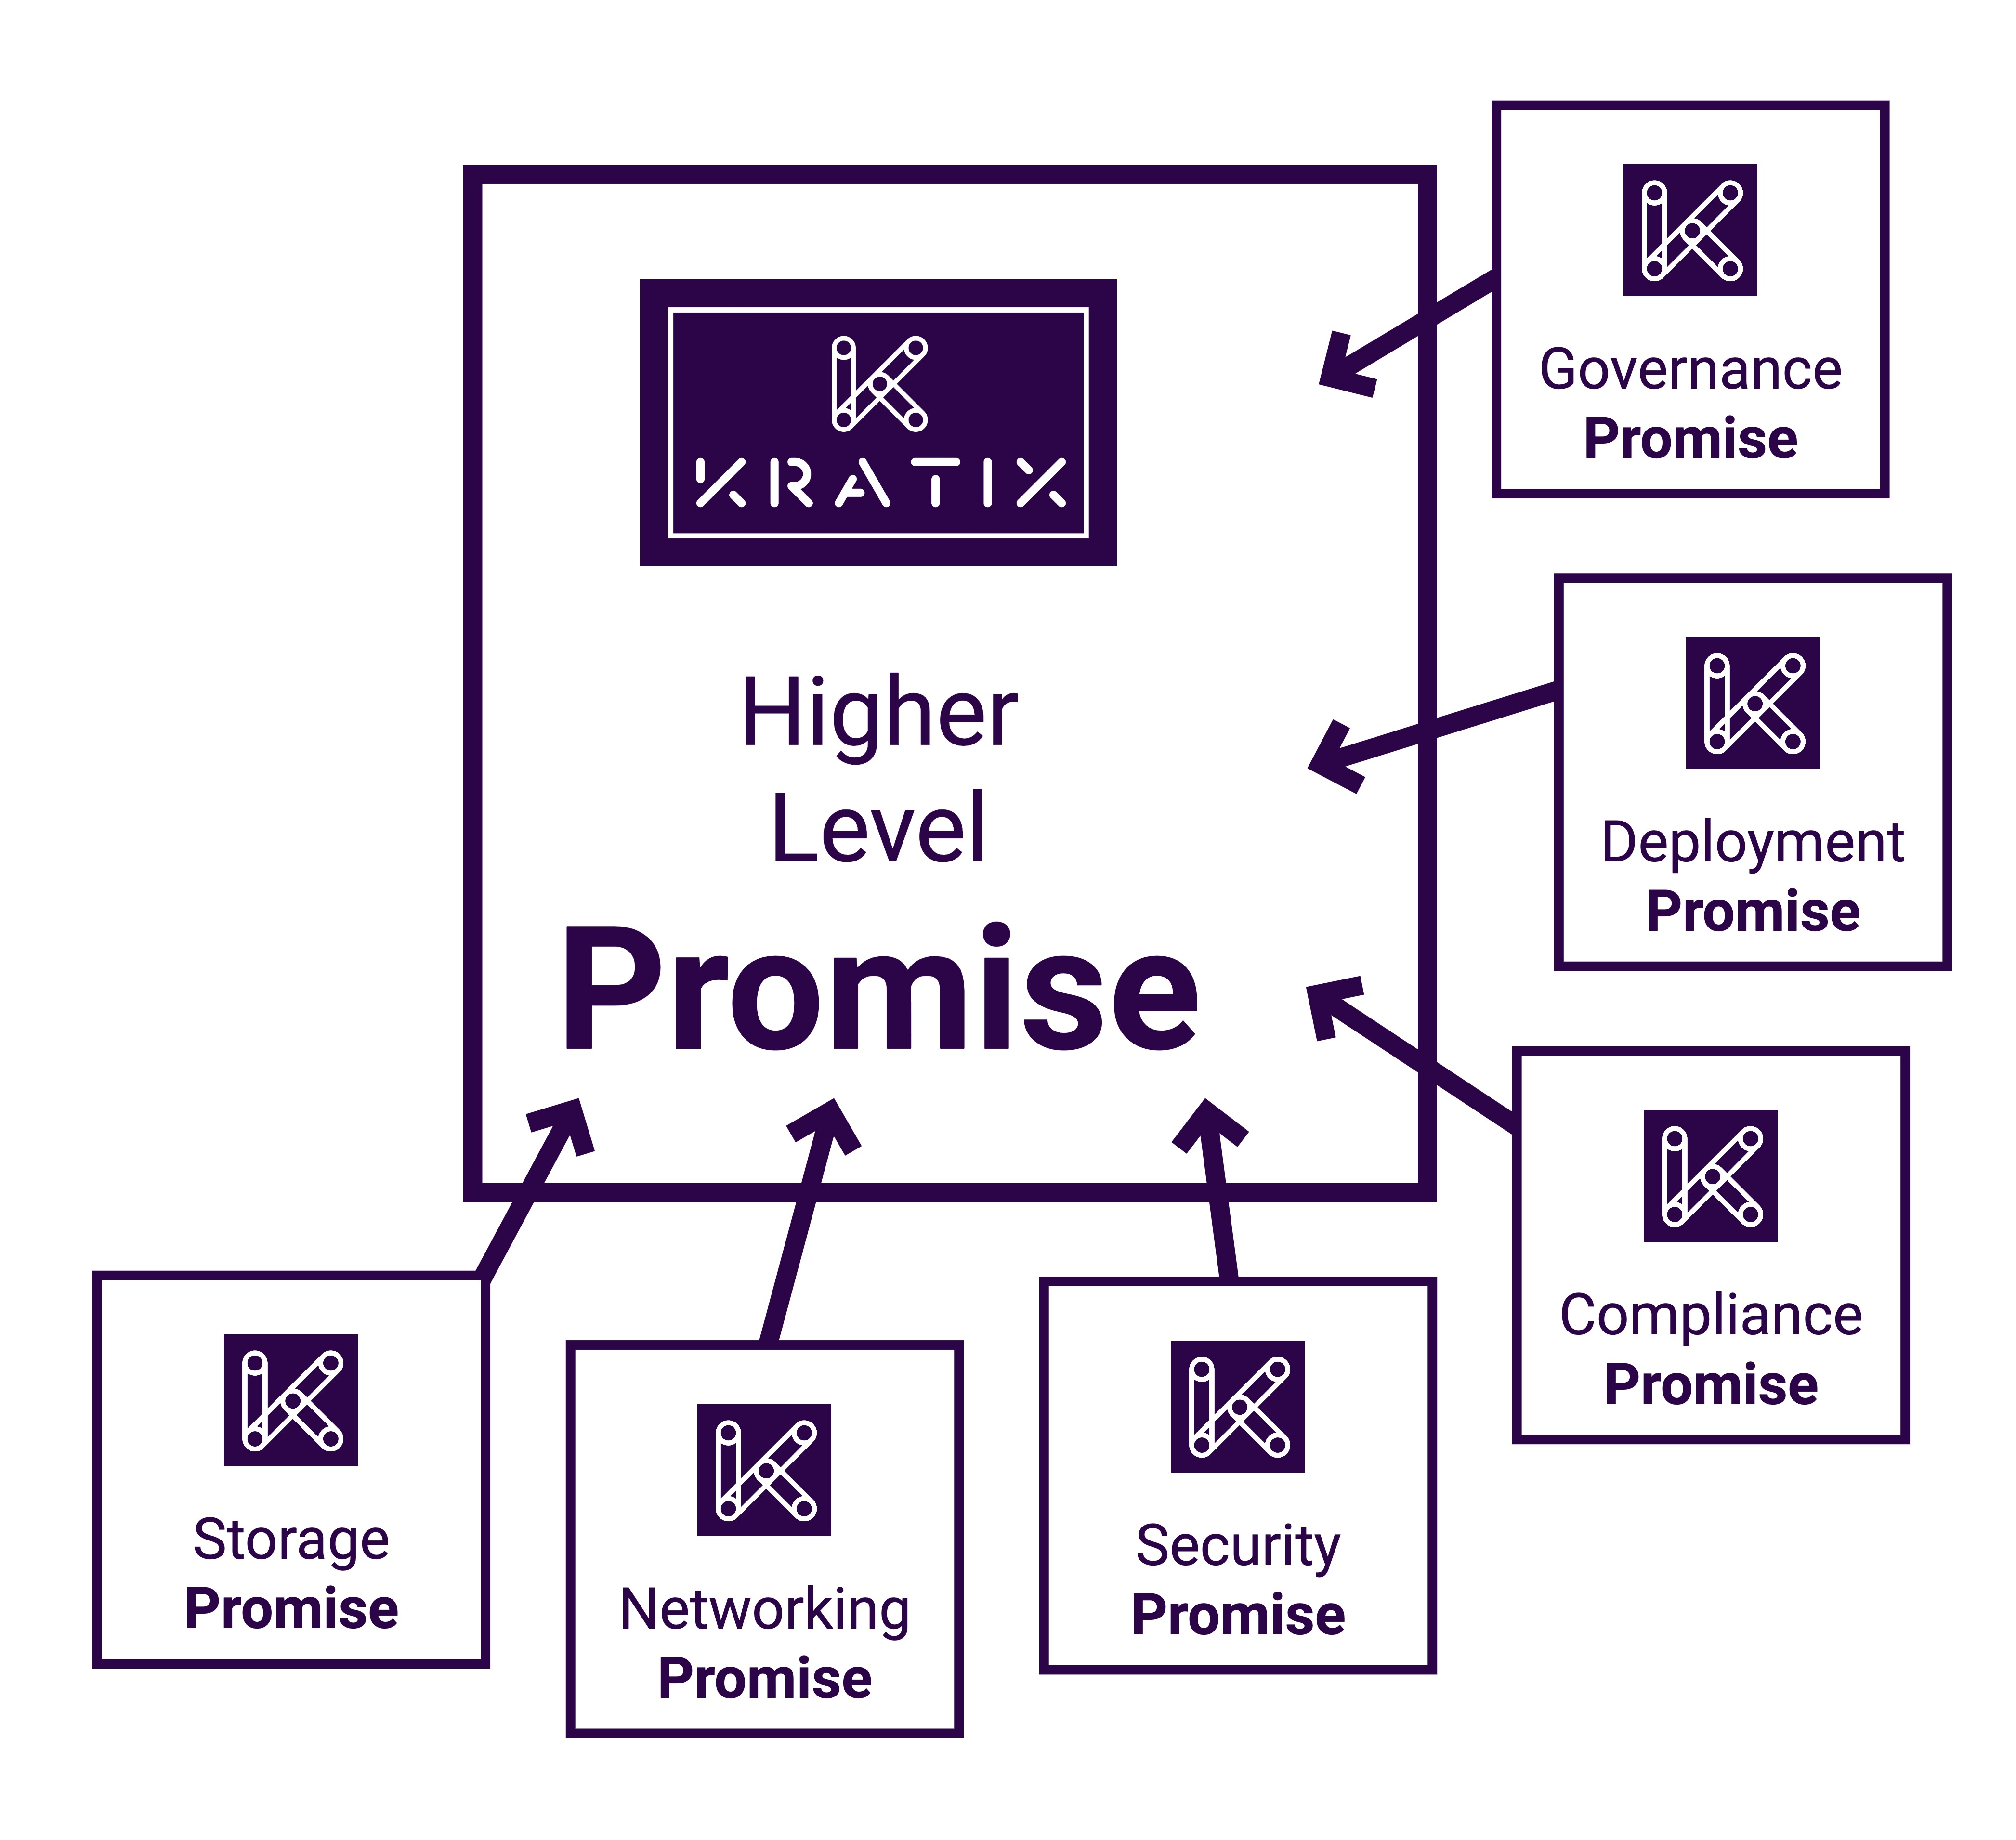 KRATIX
Higher
Level
Promise
Governance
Promise
Deployment
Promise
Compliance
Promise
Storage
Promise
Networking
Promise
Security
Promise